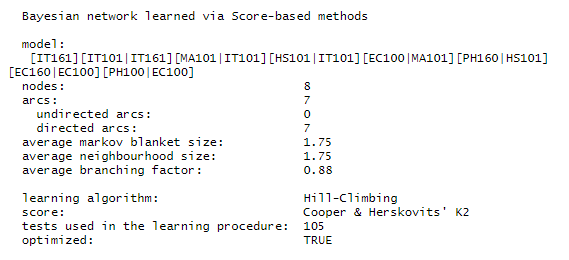 Bayesian network learned via Score-based methods
model:
[IT161][IT101|IT161][MA101|IT101][HS101|IT101][EC100|MA101][PH160|HS101]
[EC160|EC100][PH100|EC100]
nodes: 8
arcs: 7
undirected arcs: 0
directed arcs: 7
average markov blanket size: 1.75
average neighbourhood size: 1.75
average branching factor: 0.88
learning algorithm: Hill-Climbing
score: Cooper & Herskovits' K2
tests used in the learning procedure: 105
optimized: TRUE